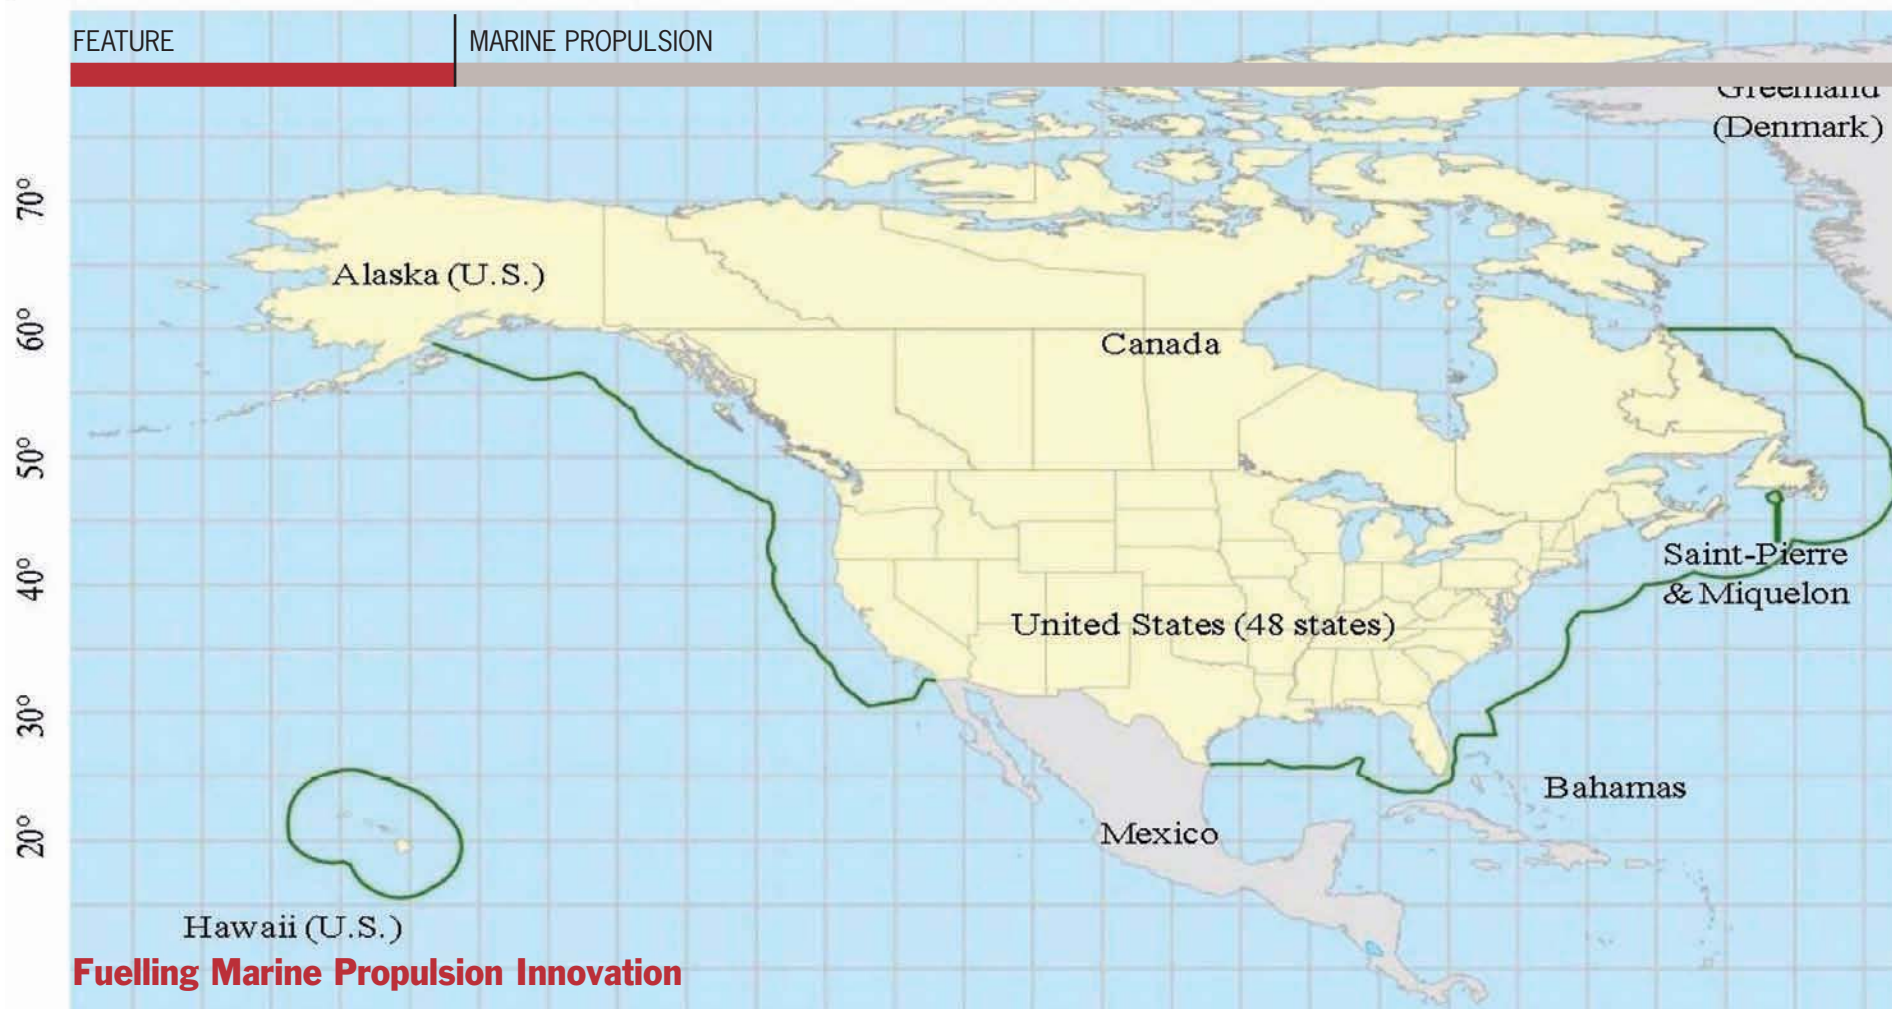 FEATURE
MARINE PROPULSION
Greenland
(Denmark)
70°
Alaska (U.S.)
60°
Canada
50°
Saint-Pierre
& Miquelon
40°
United States (48 states)
30°
Bahamas
Mexico
20°
Hawaii (U.S.)
Fuelling Marine Propulsion Innovation